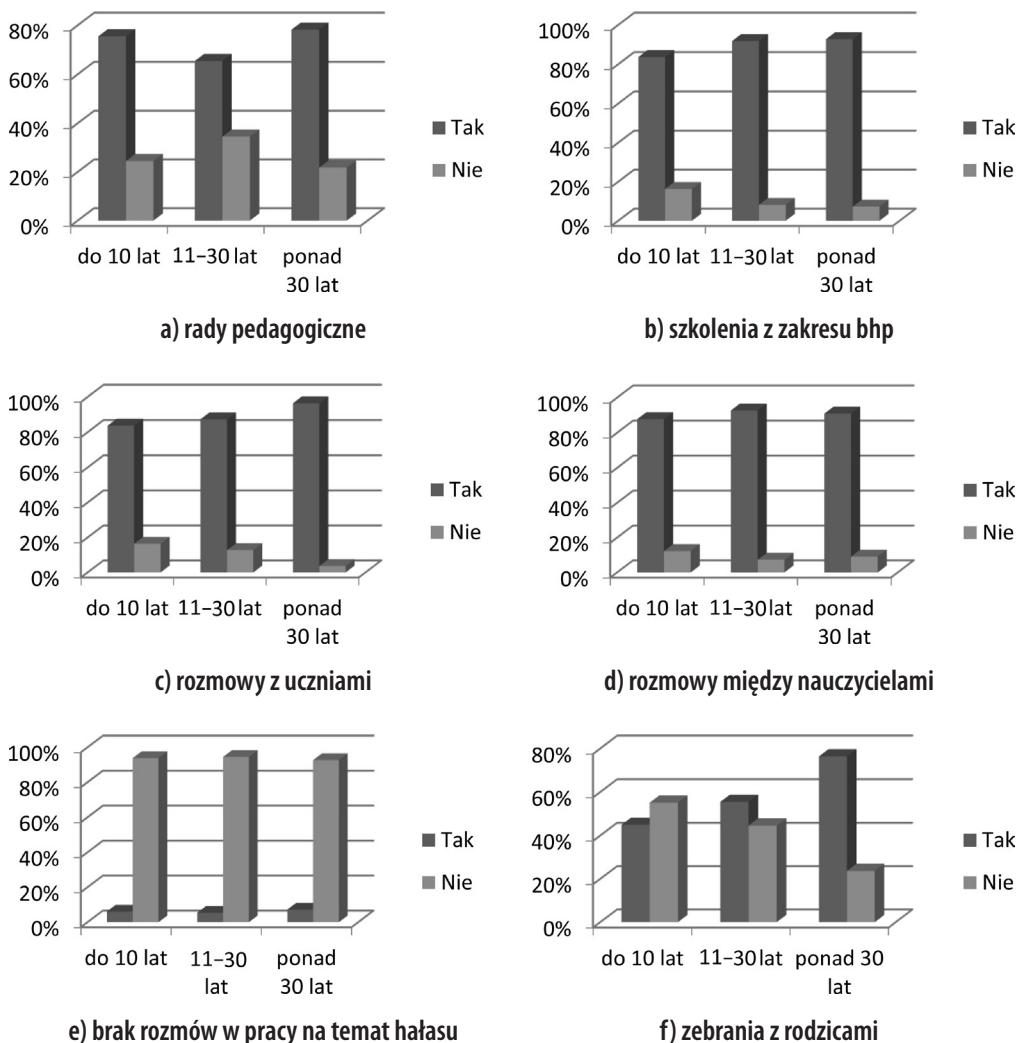 80%
60%
40%
20%
0%
do 10 lat
11–30 lat
ponad
30 lat
Tak
Nie
a) rady pedagogiczne
100%
80%
60%
40%
20%
0%
do 10 lat
11–30 lat
ponad
30 lat
Tak
Nie
b) szkolenia z zakresu bhp
100%
80%
60%
40%
20%
0%
do 10 lat
11–30 lat
ponad
30 lat
Tak
Nie
c) rozmowy z uczniami
100%
80%
60%
40%
20%
0%
do 10 lat
11–30 lat
ponad
30 lat
Tak
Nie
d) rozmowy między nauczycielami
100%
80%
60%
40%
20%
0%
do 10 lat
11–30
lat
ponad
30 lat
Tak
Nie
e) brak rozmów w pracy na temat hałasu
80%
60%
40%
20%
0%
do 10 lat
11–30 lat
ponad 30
lat
Tak
Nie
f) zebrania z rodzicami